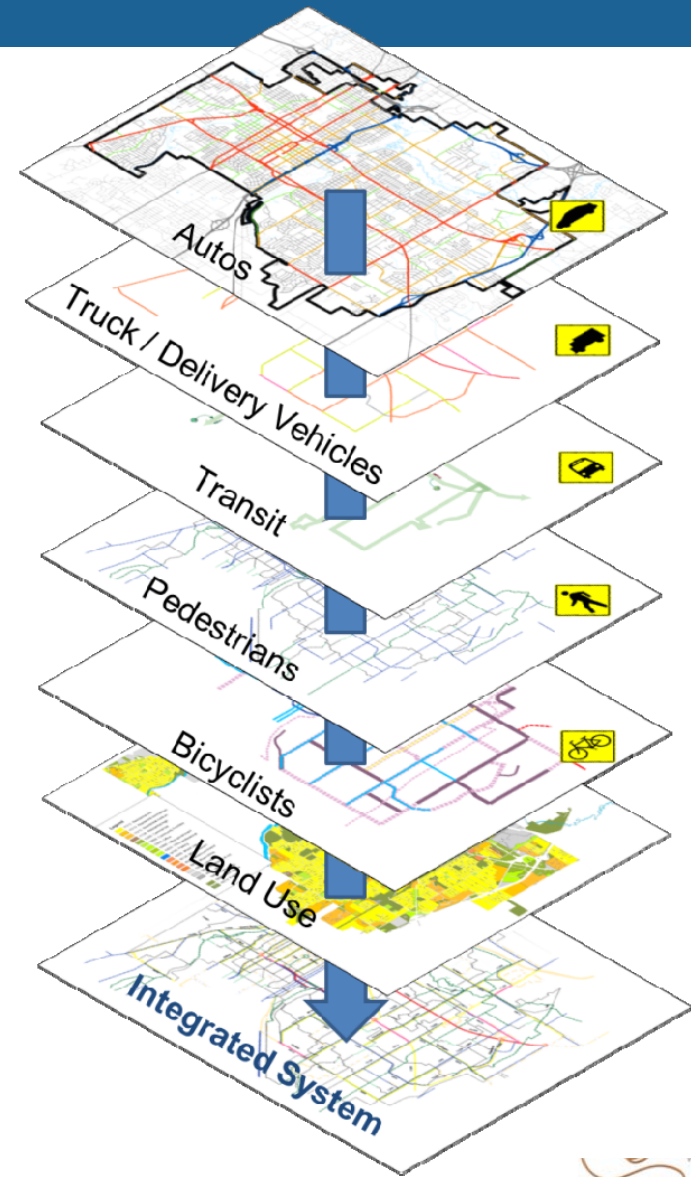 Autos
Truck / Delivery Vehicles
Transit
Pedestrians
Bicyclists
Land Use
Integrated System